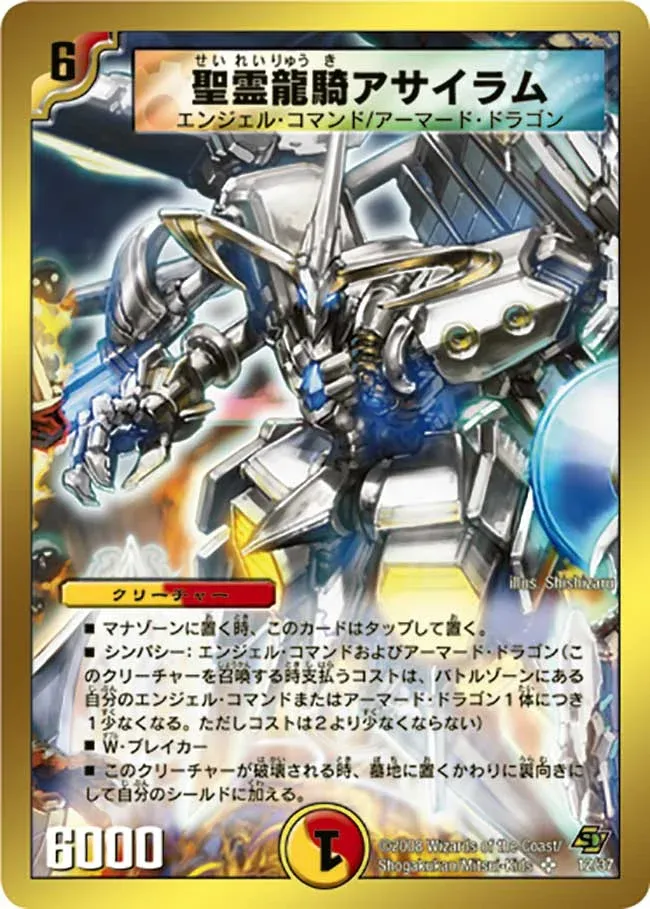 6
せいれいりゅうき
聖霊龍騎アサイラム
エンジェル・コマンド/アーマード・ドラゴン
illus. Shishizaru
クリーチャー
■ マナゾーンに置く時、このカードはタップして置く。
■ シンパシー：エンジェル・コマンドおよびアーマード・ドラゴン(こ
のクリーチャーを召喚する時支払うコストは、バトルゾーンにある
自分のエンジェル・コマンドまたはアーマード・ドラゴン1体につき
1少なくなる。ただしコストは2より少なくならない)
■ W・ブレイカー
■ このクリーチャーが破壊される時、墓地に置くかわりに裏向きに
して自分のシールドに加える。
6000
1
©2008 Wizards of the Coast/
Shogakukan/Mitsui-Kids
12/37